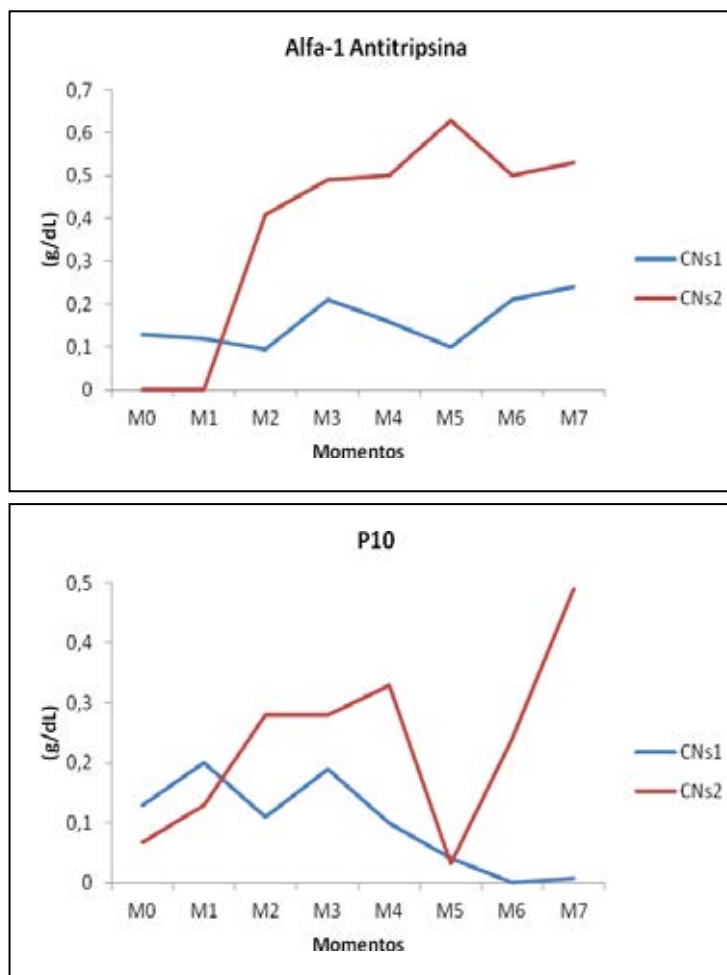 Alfa-1 Antitripsina
0,7
0,6
0,5
0,4
0,3
0,2
0,1
0
(g/dL)
M0 M1 M2 M3 M4 M5 M6 M7
Momentos
CNs1
CNs2
P10
0,5
0,4
0,3
0,2
0,1
0
(g/dL)
M0 M1 M2 M3 M4 M5 M6 M7
Momentos
CNs1
CNs2